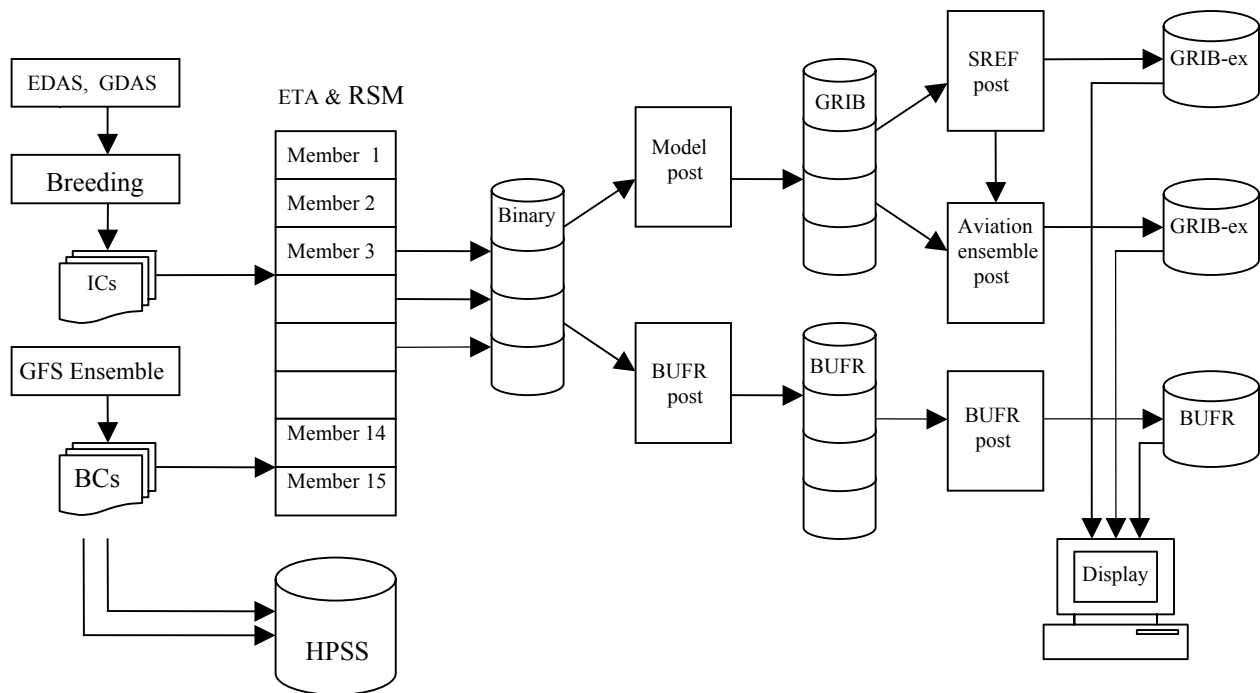 EDAS, GDAS
Breeding
ICs
GFS Ensemble
BCs
HPSS
ETA & RSM
Member 1
Member 2
Member 3
Member 14
Member 15
Binary
Model
post
BUFR
post
GRIB
BUFR
SREF
post
Aviation
ensemble
post
BUFR
post
GRIB-ex
GRIB-ex
BUFR
Display